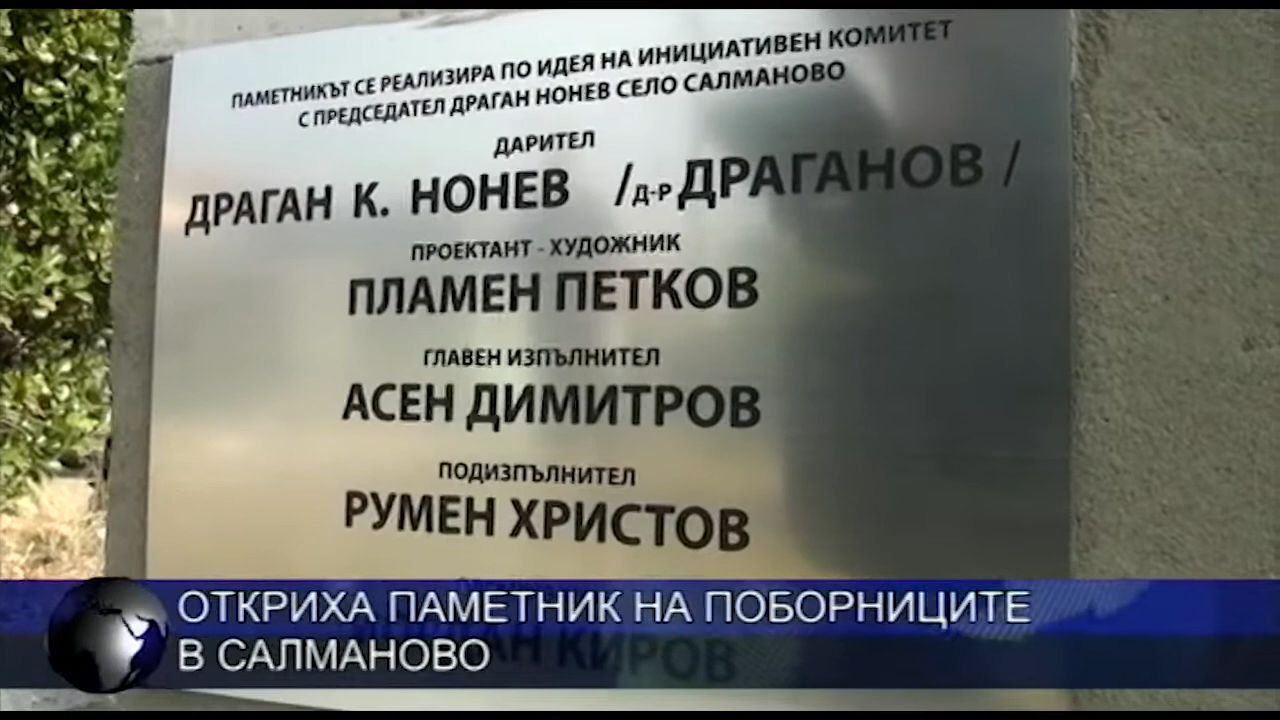 ПАМЕТНИКЪТ СЕ РЕАЛИЗИРА ПО ИДЕЯ НА ИНИЦИАТИВЕН КОМИТЕТ
С ПРЕДСЕДАТЕЛ ДРАГАН НОНЕВ СЕЛО САЛМАНОВО
ДАРИТЕЛ
ДРАГАН К. НОНЕВ /Д-Р ДРАГАНОВ /
ПРОЕКТАНТ - ХУДОЖНИК
ПЛАМЕН ПЕТКОВ
ГЛАВЕН ИЗПЪЛНИТЕЛ
АСЕН ДИМИТРОВ
ПОДИЗПЪЛНИТЕЛ
РУМЕН ХРИСТОВ
КИРОВ
ОТКРИХА ПАМЕТНИК НА ПОБОРНИЦИТЕ
В САЛМАНОВО